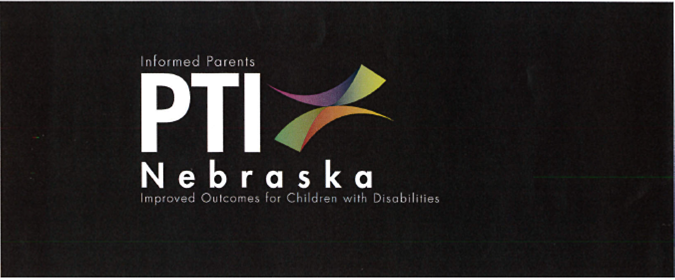 Informed Parents
PTI
Nebraska
Improved Outcomes for Children with Disabilities